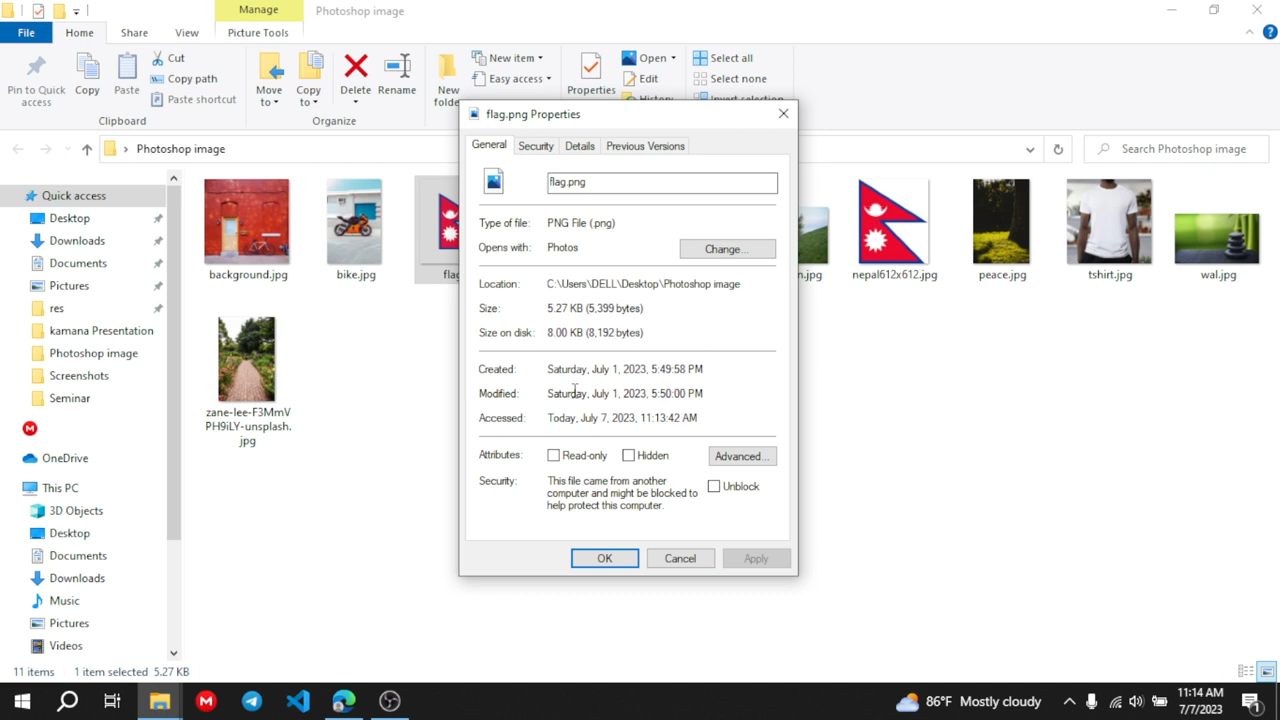 Manage
Photoshop image
File
Home
Share
View
Picture Tools
Pin to Quick
access
Copy
Paste
Cut
Copy path
Paste shortcut
Move
to
Copy
to
Delete
Rename
New
folde
New item
Easy access
Properties
Open
Edit
History
Select all
Select none
Invert selection
Clipboard
Organize
Photoshop image
Search Photoshop image
Quick access
Desktop
Downloads
Documents
Pictures
res
kamana Presentation
Photoshop image
Screenshots
Seminar
OneDrive
This PC
3D Objects
Desktop
Documents
Downloads
Music
Pictures
Videos
background.jpg
bike.jpg
flag
n.jpg
nepal612x612.jpg
peace.jpg
tshirt.jpg
wal.jpg
zane-lee-F3MmV
PH9iLY-unsplash.
jpg
flag.png Properties
General
Security
Details
Previous Versions
flag.png
Type of file: PNG File (.png)
Opens with: Photos
Change...
Location: C:\Users\DELL\Desktop\Photoshop image
Size: 5.27 KB (5,399 bytes)
Size on disk: 8.00 KB (8,192 bytes)
Created: Saturday, July 1, 2023, 5:49:58 PM
Modified: Saturday, July 1, 2023, 5:50:00 PM
Accessed: Today, July 7, 2023, 11:13:42 AM
Attributes: Read-only Hidden Advanced...
Security: This file came from another
computer and might be blocked to
help protect this computer.
Unblock
OK
Cancel
Apply
11 items 1 item selected 5.27 KB
86°F Mostly cloudy
11:14 AM
7/7/2023
1